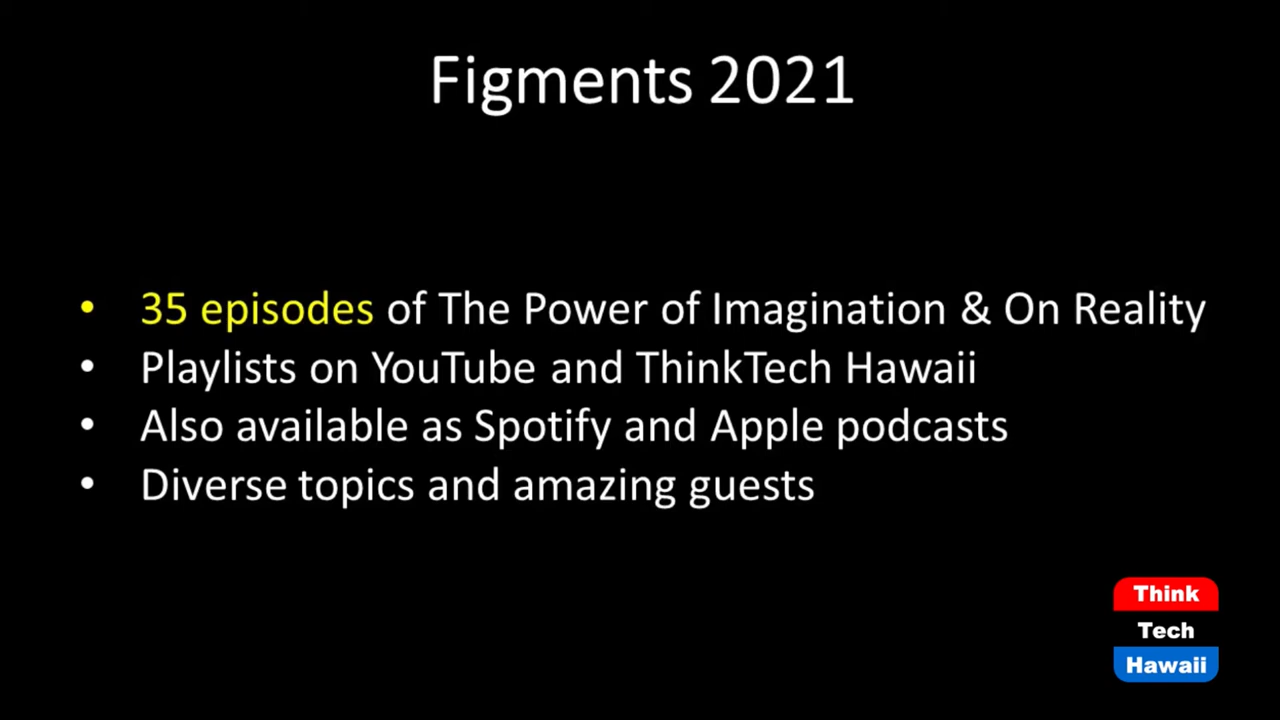 Figments 2021
• 35 episodes of The Power of Imagination & On Reality
• Playlists on YouTube and ThinkTech Hawaii
• Also available as Spotify and Apple podcasts
• Diverse topics and amazing guests
Think
Tech
Hawaii